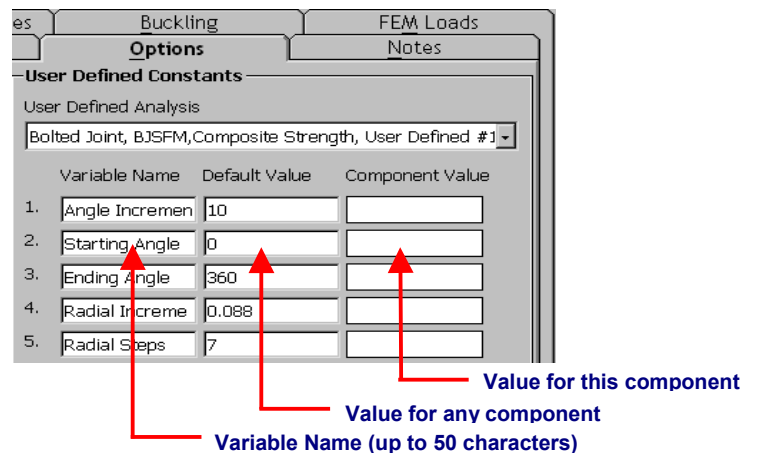 es Buckling FEM Loads
Options Notes
User Defined Constants
User Defined Analysis
Bolted Joint, BJSFM,Composite Strength, User Defined #1
Variable Name Default Value Component Value
1. Angle Incremen 10
2. Starting Angle 0
3. Ending Angle 360
4. Radial Increme 0.088
5. Radial Steps 7
Value for this component
Value for any component
Variable Name (up to 50 characters)